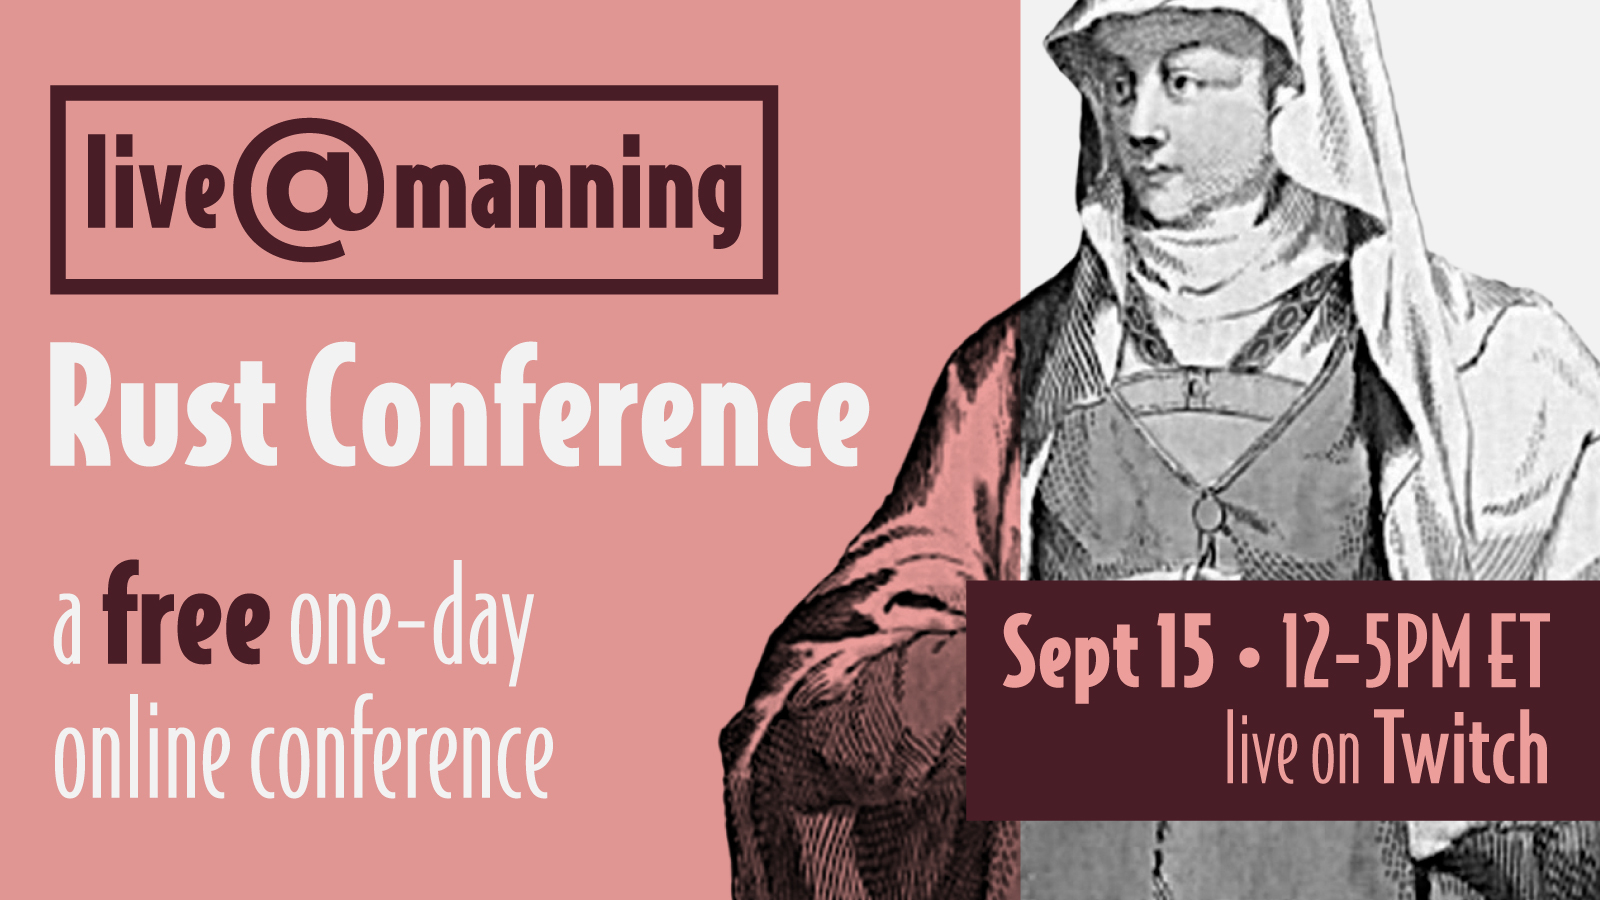 live@manning
Rust Conference
a free one-day
online conference
Sept 15 • 12-5PM ET
live on Twitch